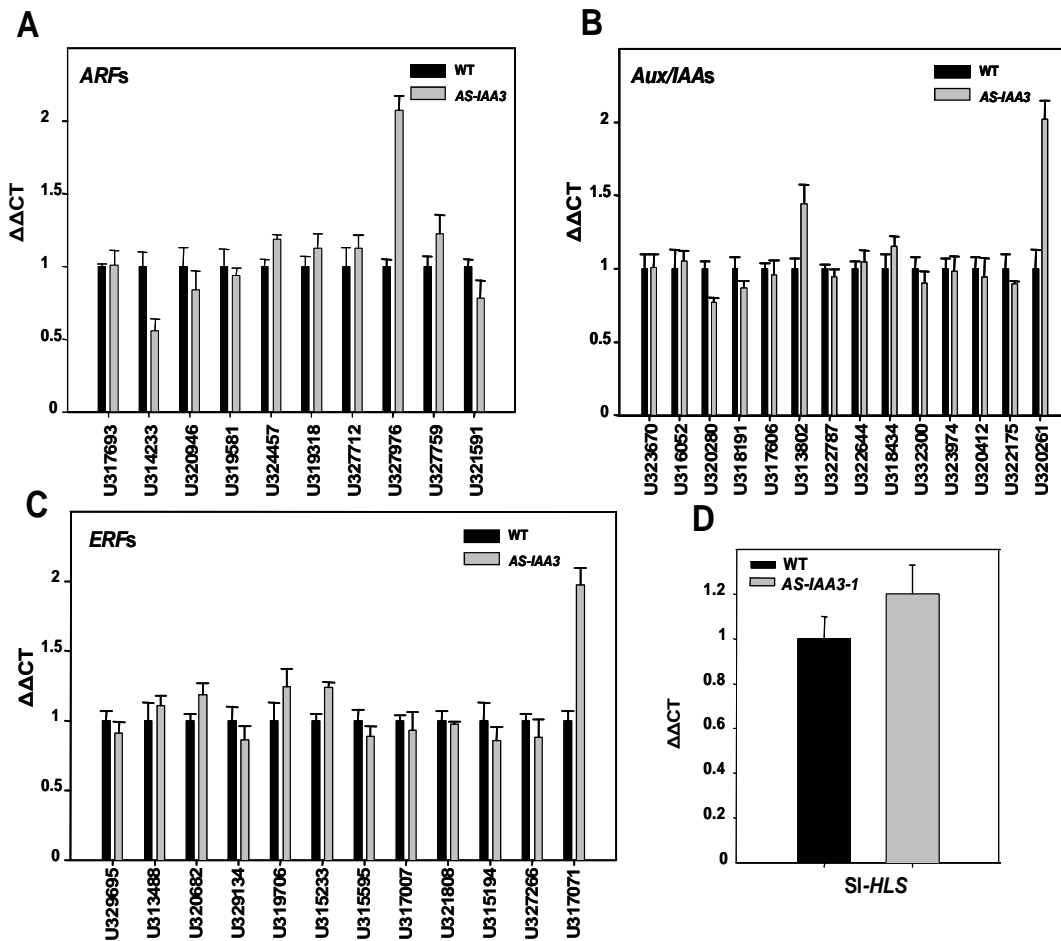 A
ARFs
WT
AS-IAA3
ΔΔCT
2
1.5
1
0.5
0
U317693
U314233
U320946
U319581
U324457
U319318
U327712
U327976
U327759
U321591
B
Aux/IAAs
WT
AS-IAA3
ΔΔCT
2
1.5
1
0.5
0
U323670
U316052
U320280
U318191
U317606
U313802
U322787
U322644
U318434
U332300
U323974
U320412
U322175
U320261
C
ERFs
WT
AS-IAA3
ΔΔCT
2
1.5
1
0.5
0
U329695
U313488
U320682
U329134
U319706
U315233
U315595
U317007
U321808
U315194
U327266
U317071
D
WT
AS-IAA3-1
ΔΔCT
1.2
1
0.8
0.6
0.4
0.2
0
Sl-HLS